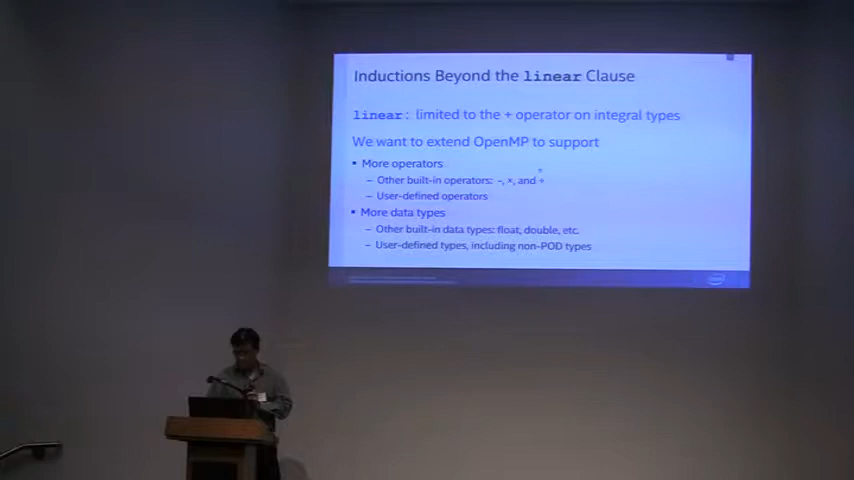 Inductions Beyond the linear Clause
linear: limited to the + operator on integral types
We want to extend OpenMP to support
▪ More operators
– Other built-in operators: -, ×, and ÷
– User-defined operators
▪ More data types
– Other built-in data types: float, double, etc.
– User-defined types, including non-POD types